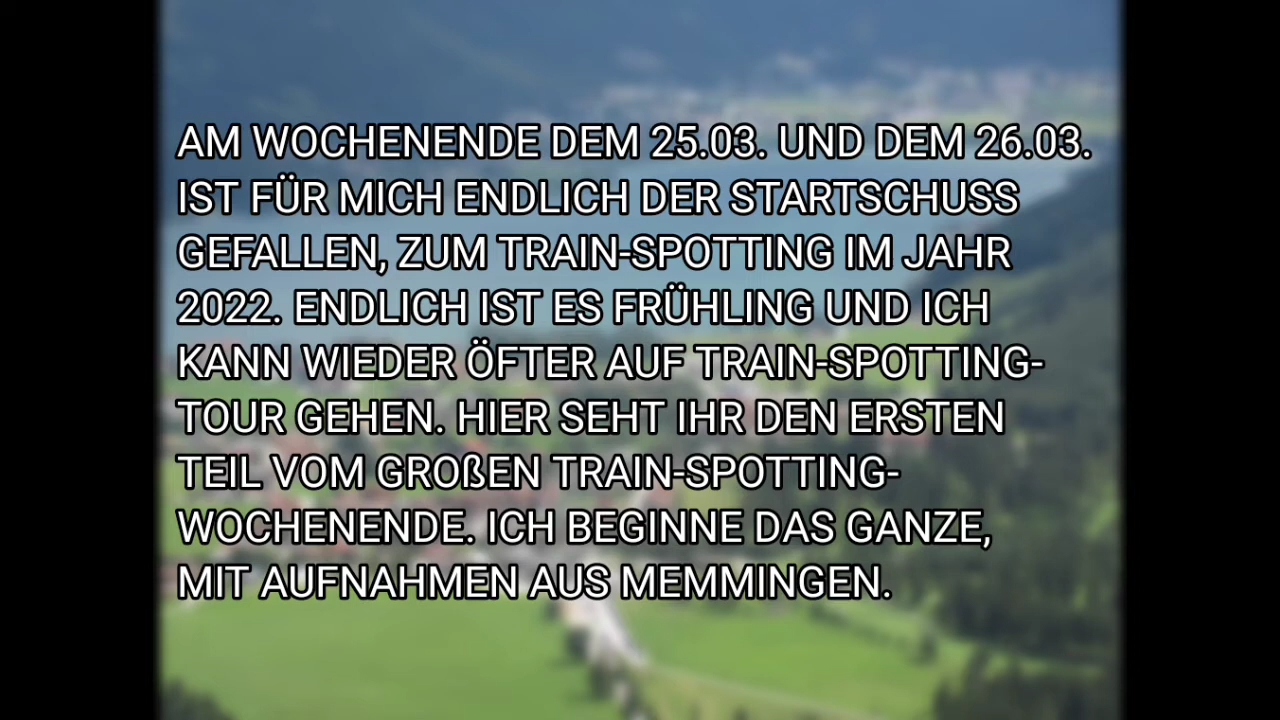 AM WOCHENENDE DEM 25.03. UND DEM 26.03.
IST FÜR MICH ENDLICH DER STARTSCHUSS
GEFALLEN, ZUM TRAIN-SPOTTING IM JAHR
2022. ENDLICH IST ES FRÜHLING UND ICH
KANN WIEDER ÖFTER AUF TRAIN-SPOTTING-
TOUR GEHEN. HIER SEHT IHR DEN ERSTEN
TEIL VOM GROßEN TRAIN-SPOTTING-
WOCHENENDE. ICH BEGINNE DAS GANZE,
MIT AUFNAHMEN AUS MEMMINGEN.